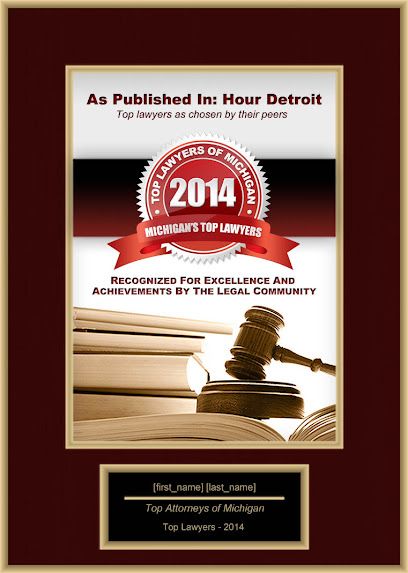 As Published In: Hour Detroit
Top lawyers as chosen by their peers
TOP LAWYERS OF MICHIGAN
2014
MICHIGAN'S TOP LAWYERS
RECOGNIZED FOR EXCELLENCE AND
ACHIEVEMENTS BY THE LEGAL COMMUNITY
[first_name] [last_name]
Top Attorneys of Michigan
Top Lawyers - 2014